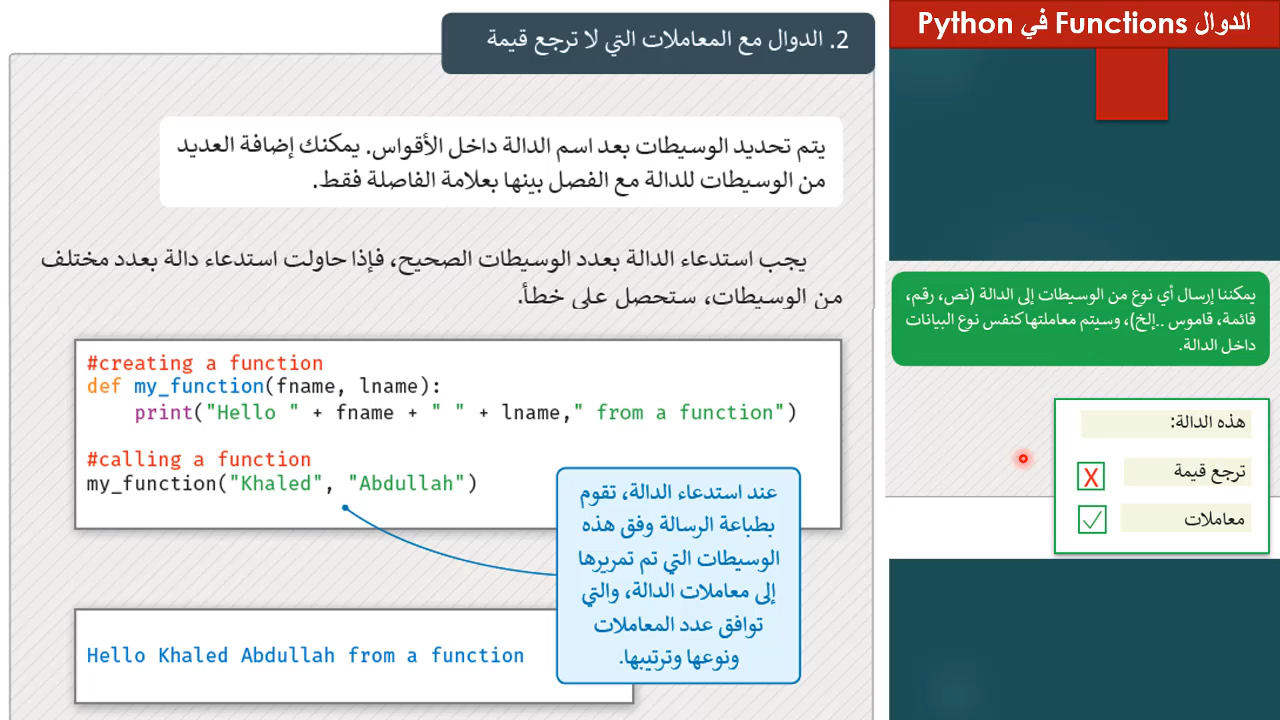 الدوال Functions في Python
2. الدوال مع المعاملات التي لا ترجع قيمة
يتم تحديد الوسيطات بعد اسم الدالة داخل الأقواس. يمكنك إضافة العديد
من الوسيطات للدالة مع الفصل بينها بعلامة الفاصلة فقط.
يجب استدعاء الدالة بعدد الوسيطات الصحيح، فإذا حاولت استدعاء دالة بعدد مختلف
من الوسيطات، ستحصل على خطأ.
#creating a function
def my_function(fname, lname):
    print("Hello " + fname + " " + lname," from a function")
#calling a function
my_function("Khaled", "Abdullah")
عند استدعاء الدالة، تقوم
بطباعة الرسالة وفق هذه
الوسيطات التي تم تمريرها
إلى معاملات الدالة، والتي
توافق عدد المعاملات
ونوعها وترتيبها.
Hello Khaled Abdullah from a function
يمكننا إرسال أي نوع من الوسيطات إلى الدالة (نص، رقم،
قائمة، قاموس ..إلخ)، وسيتم معاملتها كنفس نوع البيانات
داخل الدالة.
هذه الدالة:
ترجع قيمة X
معاملات ✓